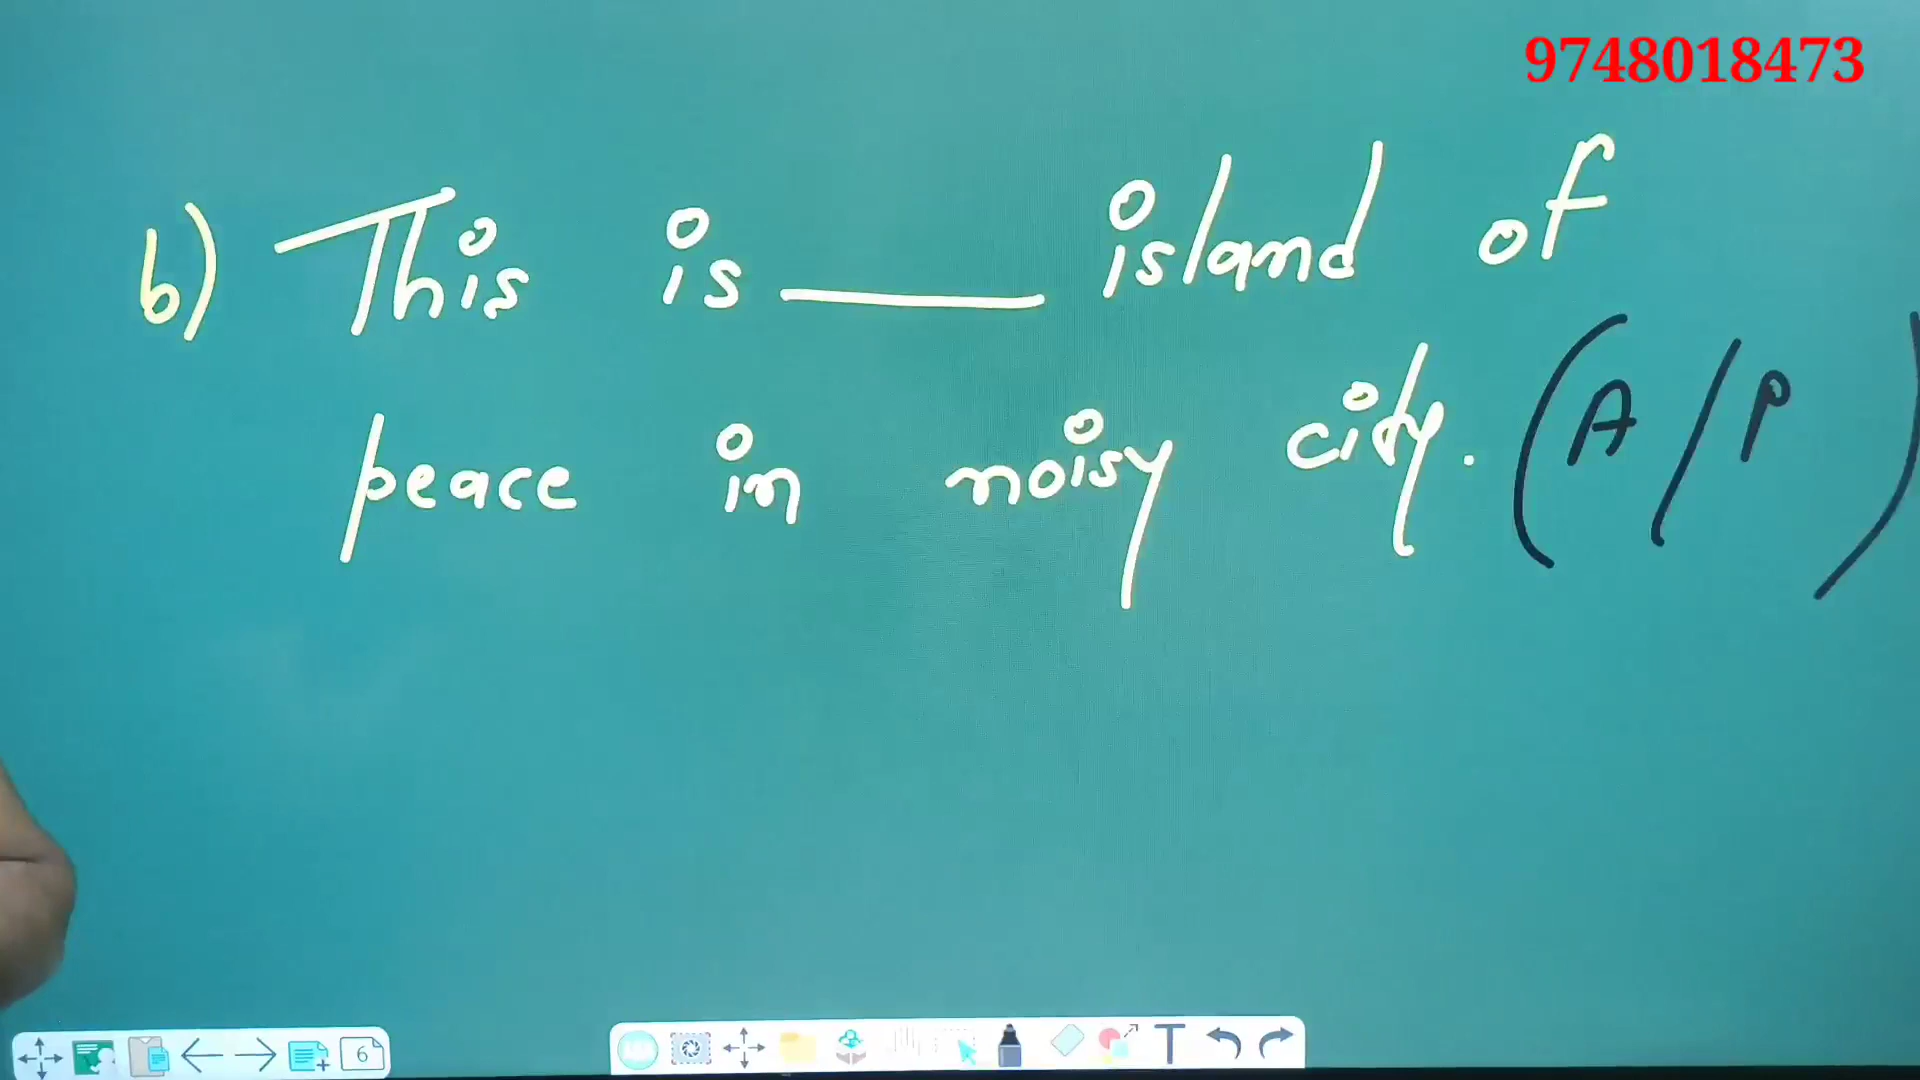 9748018473
b) This is ____ island of
peace in noisy city. (A/P)
6
T